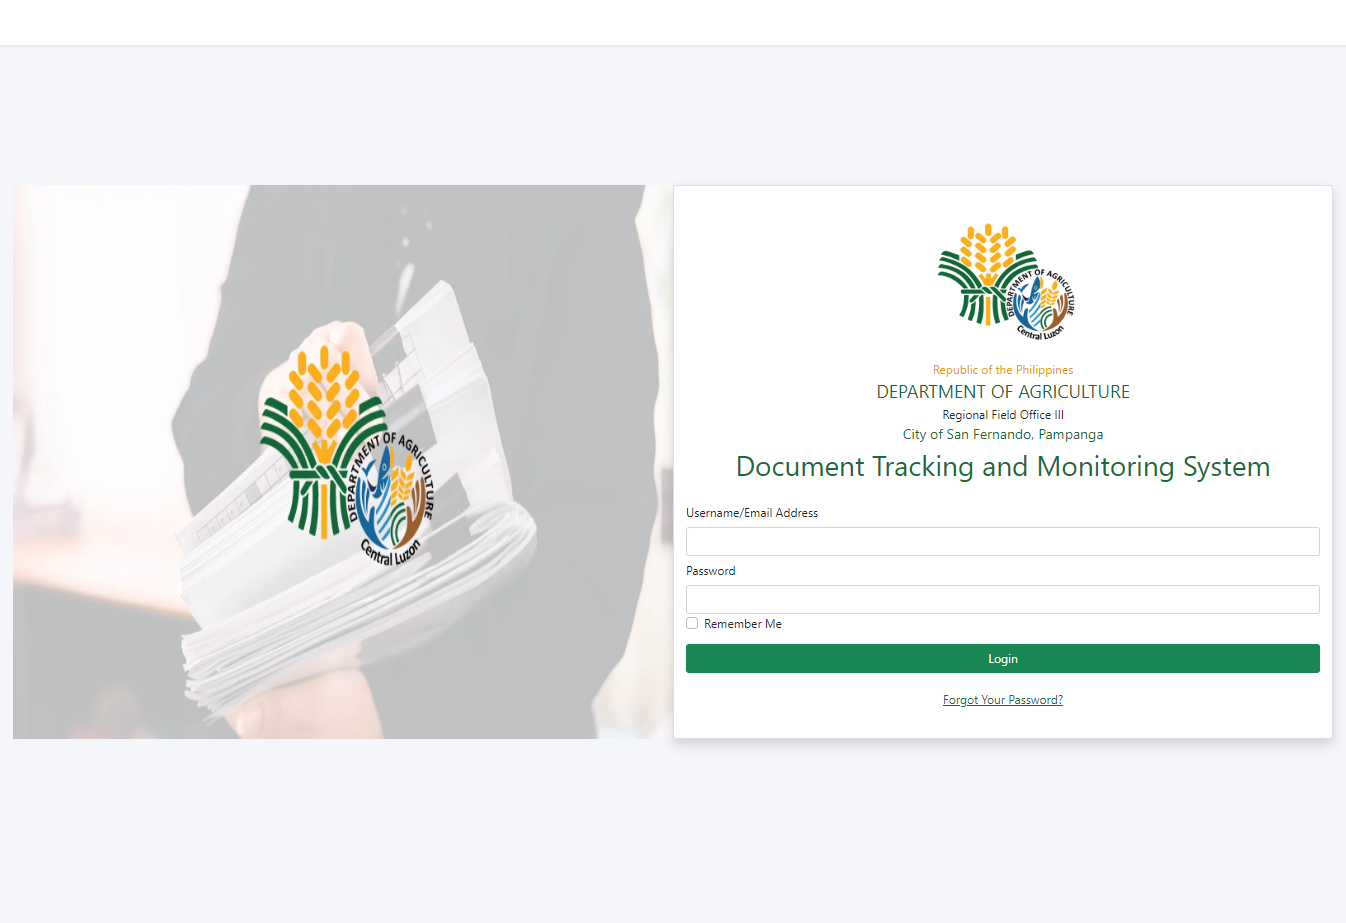 DEPARTMENT OF AGRICULTURE
Central Luzon
DEPARTMENT OF AGRICULTURE
Central Luzon
Republic of the Philippines
DEPARTMENT OF AGRICULTURE
Regional Field Office III
City of San Fernando, Pampanga
Document Tracking and Monitoring System
Username/Email Address
Password
Remember Me
Login
Forgot Your Password?